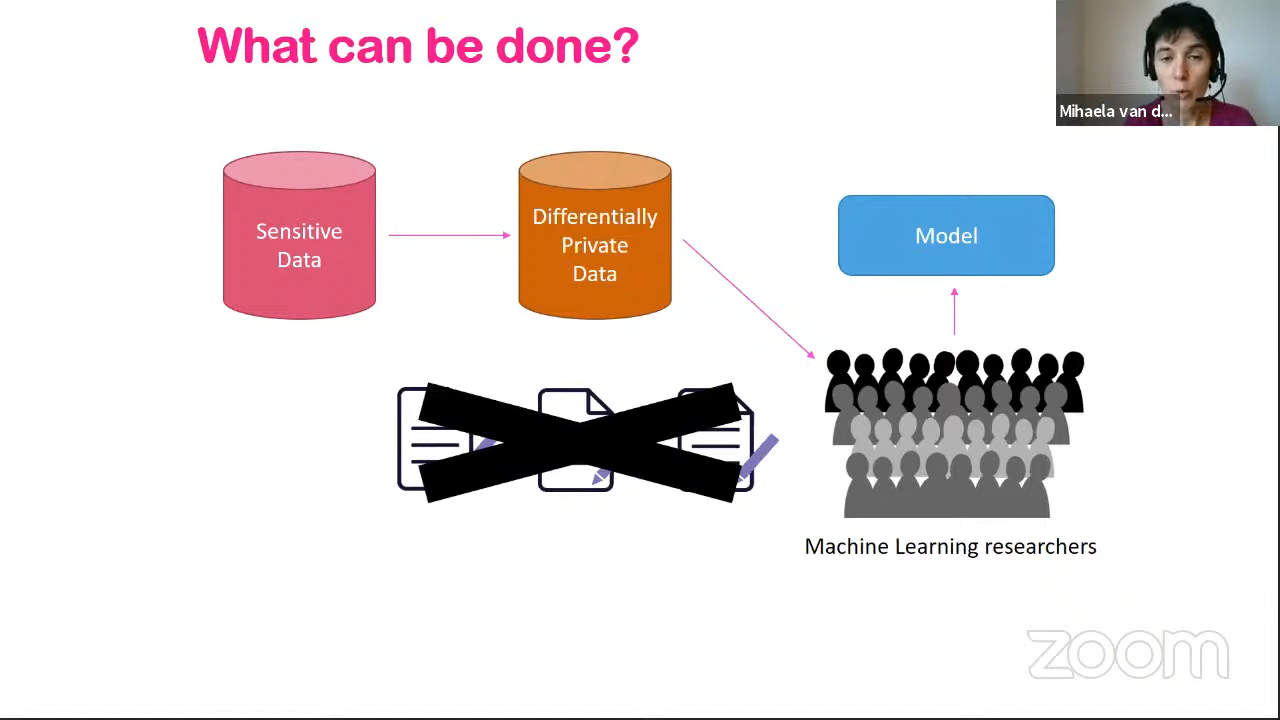 What can be done?
Mihaela van d...
Sensitive
Data
Differentially
Private
Data
Model
Machine Learning researchers
zoom